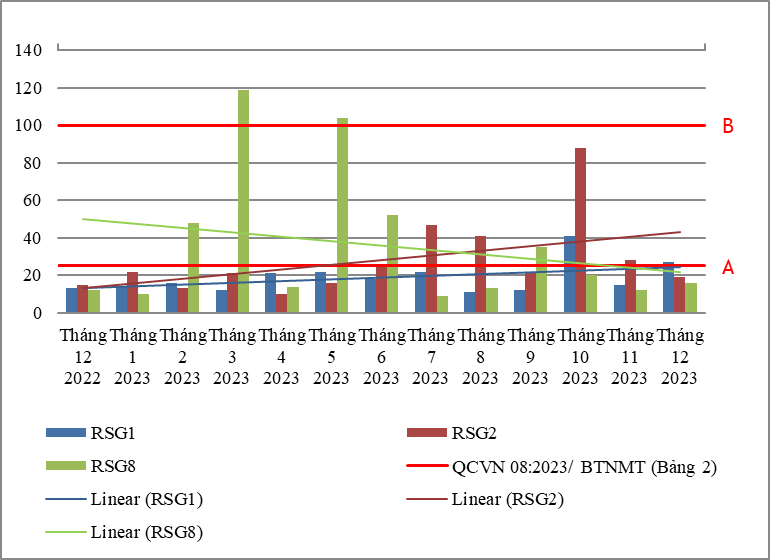 140
120
100
80
60
40
20
0
B
A
Tháng 12 2022
Tháng 1 2023
Tháng 2 2023
Tháng 3 2023
Tháng 4 2023
Tháng 5 2023
Tháng 6 2023
Tháng 7 2023
Tháng 8 2023
Tháng 9 2023
Tháng 10 2023
Tháng 11 2023
Tháng 12 2023
RSG1
RSG2
RSG8
QCVN 08:2023/ BTNMT (Bảng 2)
Linear (RSG1)
Linear (RSG2)
Linear (RSG8)